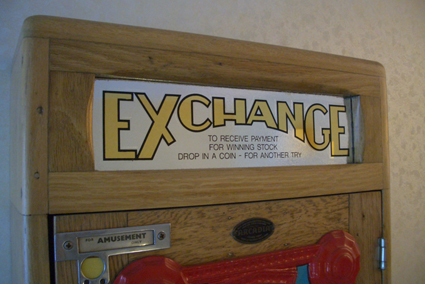 EXCHANGE
TO RECEIVE PAYMENT
FOR WINNING STOCK
DROP IN A COIN - FOR ANOTHER TRY
AMUSEMENT